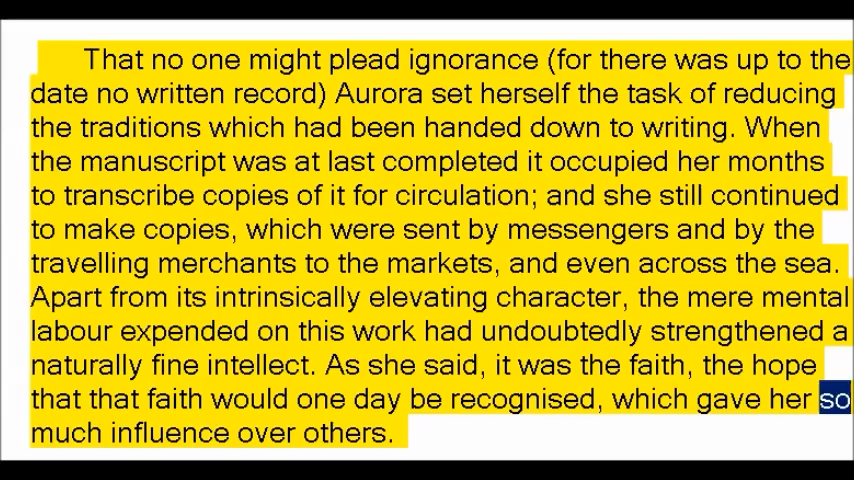 That no one might plead ignorance (for there was up to the
date no written record) Aurora set herself the task of reducing
the traditions which had been handed down to writing. When
the manuscript was at last completed it occupied her months
to transcribe copies of it for circulation; and she still continued
to make copies, which were sent by messengers and by the
travelling merchants to the markets, and even across the sea.
Apart from its intrinsically elevating character, the mere mental
labour expended on this work had undoubtedly strengthened a
naturally fine intellect. As she said, it was the faith, the hope
that that faith would one day be recognised, which gave her so
much influence over others.